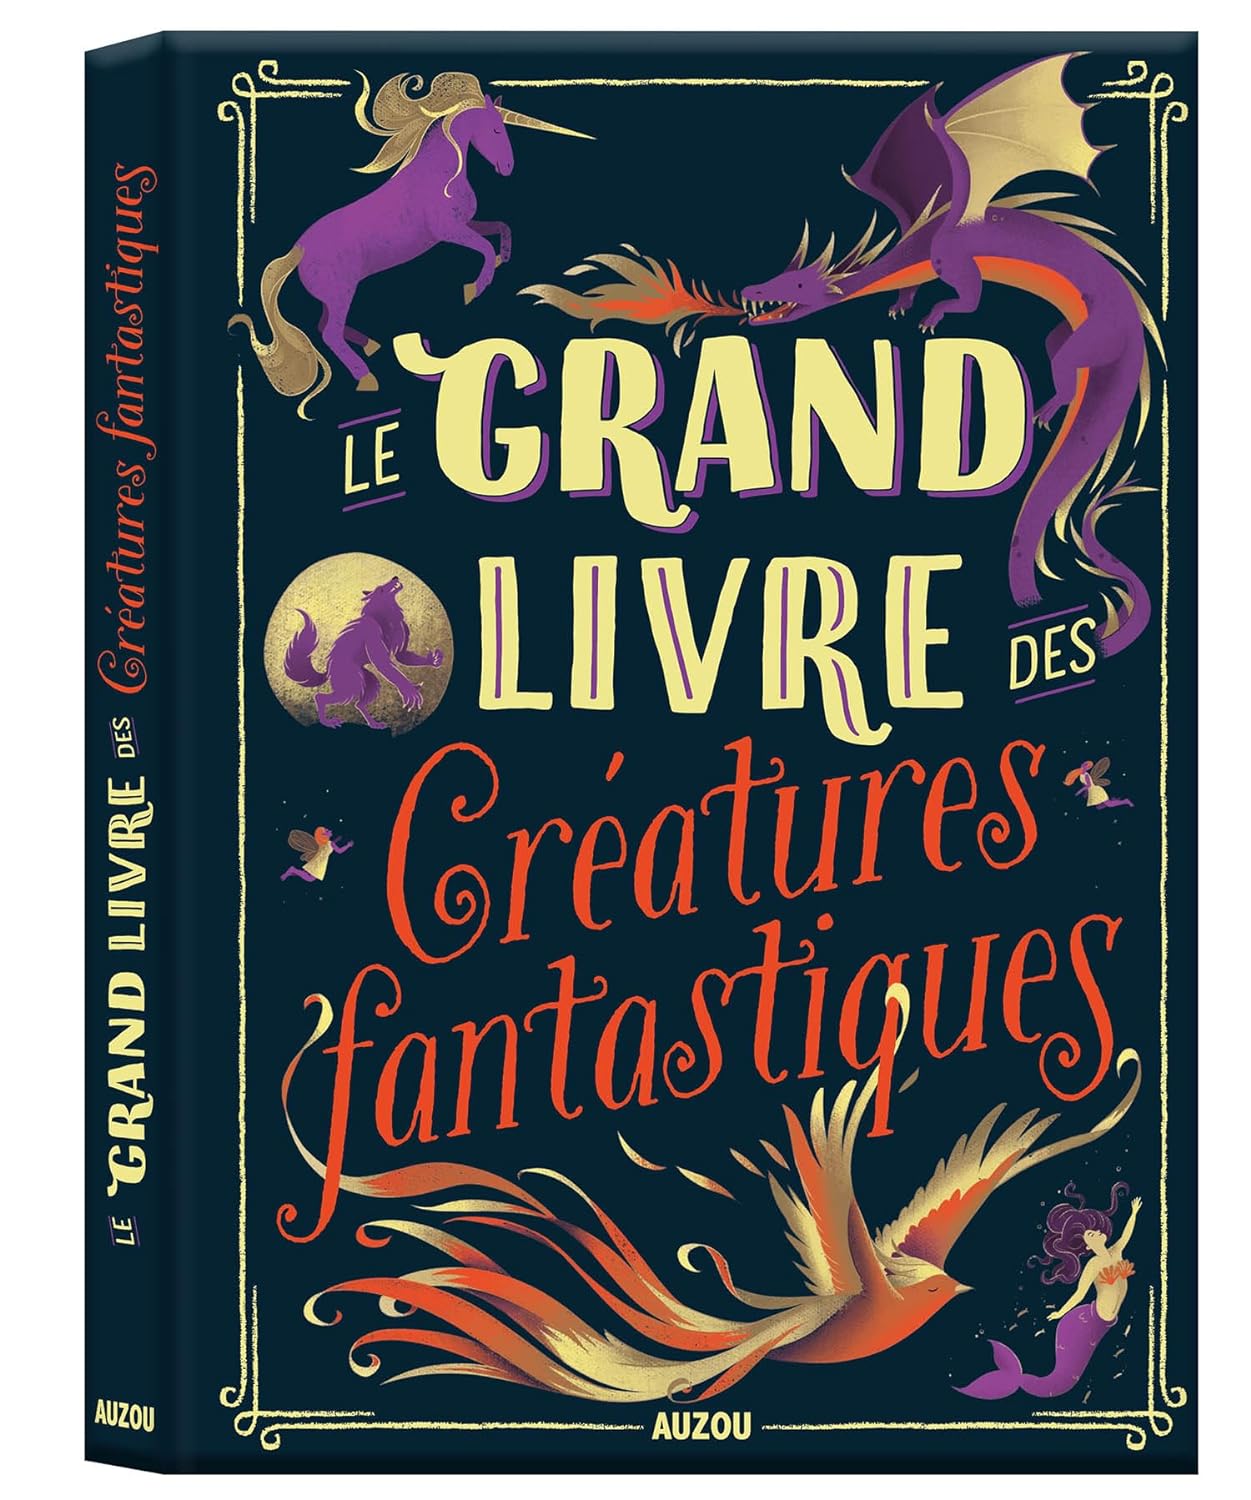 LE GRAND
LIVRE DES
Créatures
fantastiques
AUZOU
LE GRAND LIVRE DES Créatures fantastiques
AUZOU